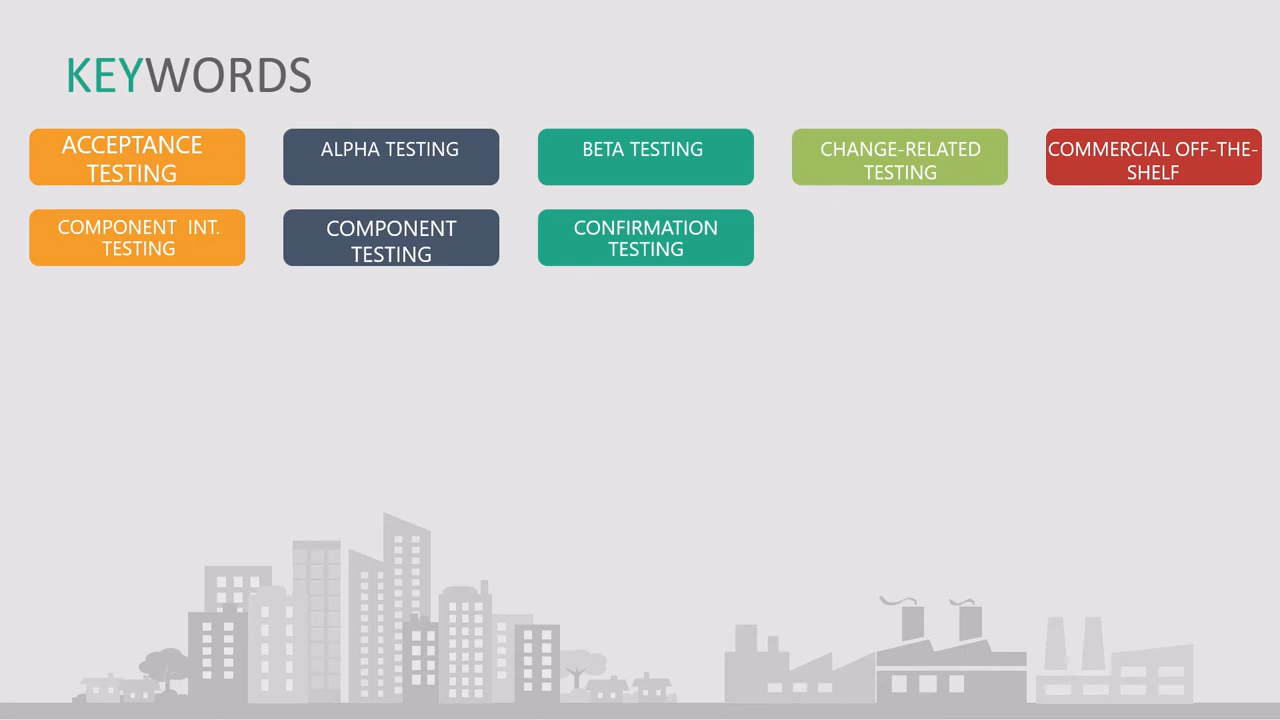 KEYWORDS
ACCEPTANCE
TESTING
ALPHA TESTING
BETA TESTING
CHANGE-RELATED
TESTING
COMMERCIAL OFF-THE-
SHELF
COMPONENT INT.
TESTING
COMPONENT
TESTING
CONFIRMATION
TESTING